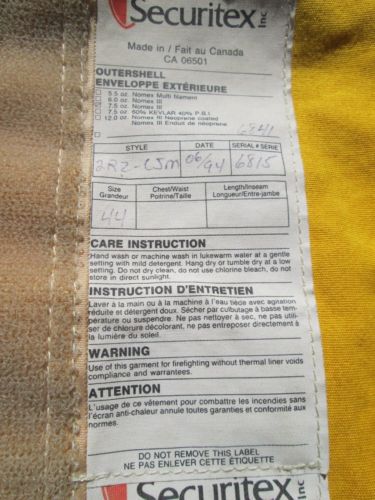 Securitex Inc
Made in / Fait au Canada
CA 06501
OUTERSHELL
ENVELOPPE EXTÉRIEURE
5.5 oz. Nomex Multi filament
6.0 oz. Nomex III
7.5 oz. Nomex III
7.5 oz. 60% KEVLAR 40% P.B.I.
12.0 oz. Nomex III Neoprene coated
Nomex III Enduit de néoprène
6841
STYLE DATE SERIAL # SÉRIE
2R2-CJM 06/94 6815
Size Chest/Waist Length/Inseam
Grandeur Poitrine/Taille Longueur/Entre-jambe
44
CARE INSTRUCTION
Hand wash or machine wash in lukewarm water at a gentle
setting with mild detergent. Hang dry or tumble dry at a low
setting. Do not dry clean, do not use chlorine bleach, do not
store in direct sunlight.
INSTRUCTION D'ENTRETIEN
Laver à la main ou à la machine à l'eau tiède avec agitation
réduite et détergent doux. Sécher par culbutage à basse tem-
pérature ou suspendre. Ne pas nettoyer à sec, ne pas utili-
ser de chlorure décolorant, ne pas entreposer directement à
la lumière du soleil.
WARNING
Use of this garment for firefighting without thermal liner voids
compliance and warrantees.
ATTENTION
L'usage de ce vêtement pour combattre les incendies sans
l'écran anti-chaleur annule toutes garanties et conformité aux
normes.
DO NOT REMOVE THIS LABEL
NE PAS ENLEVER CETTE ÉTIQUETTE
Securitex Inc